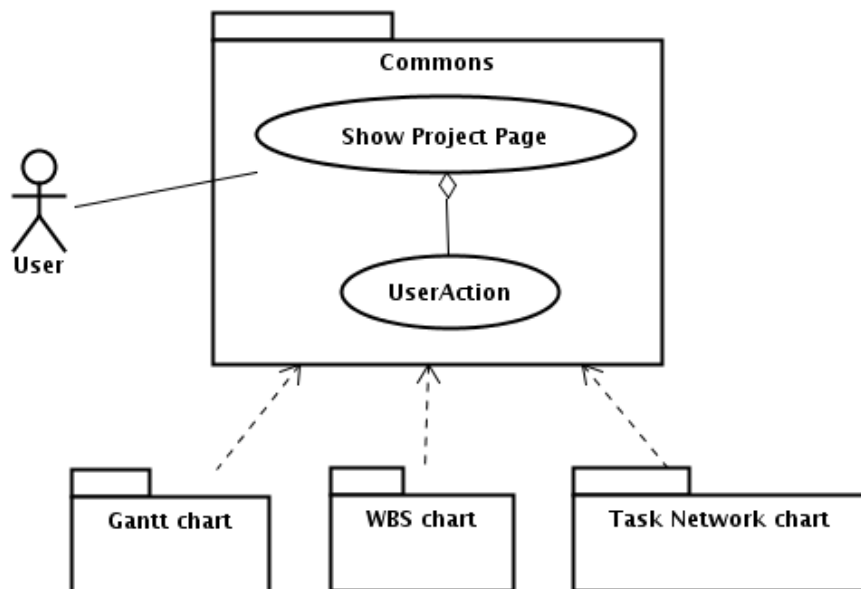 Commons
Show Project Page
User
UserAction
Gantt chart
WBS chart
Task Network chart